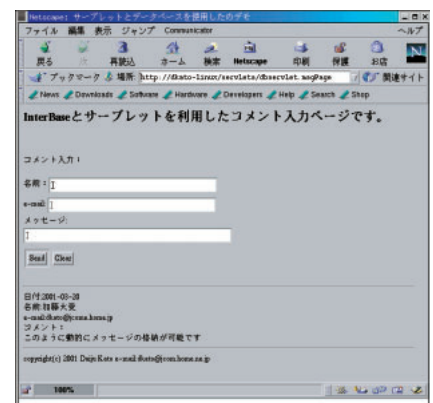 Netscape: サーブレットとデータベースを使用したのデモ
ファイル 編集 表示 ジャンプ Communicator ヘルプ
戻る 次 再読込 ホーム 検索 Netscape 印刷 保護 お店
ブックマーク & 場所: http://dkato-linux/servlets/dbservlet.msgPage 関連サイト
News Downloads Software Hardware Developers Help Search Shop
InterBaseとサーブレットを利用したコメント入力ページです。
コメント入力：
名前：
e-mail:
メッセージ:
Send Clear
日付:2001-03-28
名前:加藤大受
コメント：
このように動的にメッセージの格納が可能です
copyright(c) 2001 Daiju Kato
100%